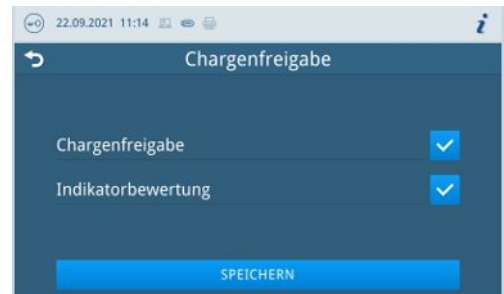 22.09.2021 11:14
i
Chargenfreigabe
Chargenfreigabe
Indikatorbewertung
SPEICHERN